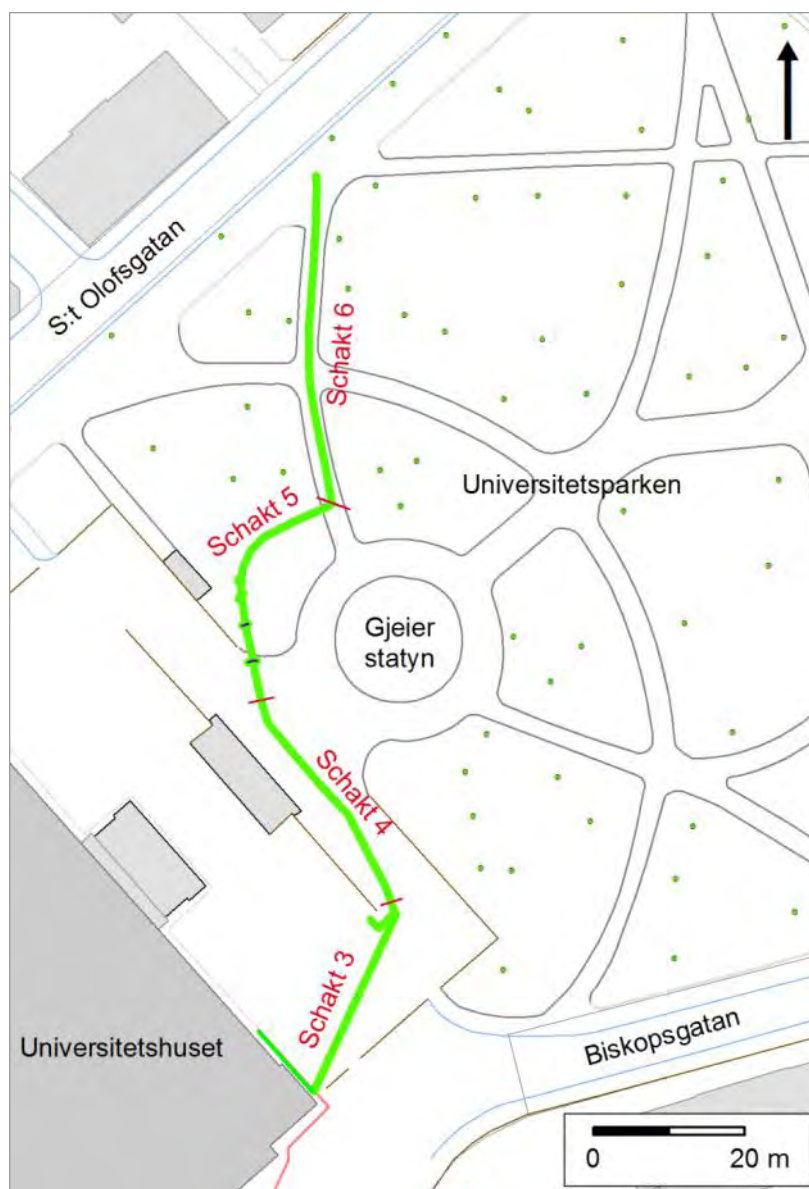 S:t Olofsgatan
Schakt 6
Universitetsparken
Schakt 5
Gjeier
statyn
Schakt 4
Schakt 3
Universitetshuset
Biskopsgatan
0 20 m